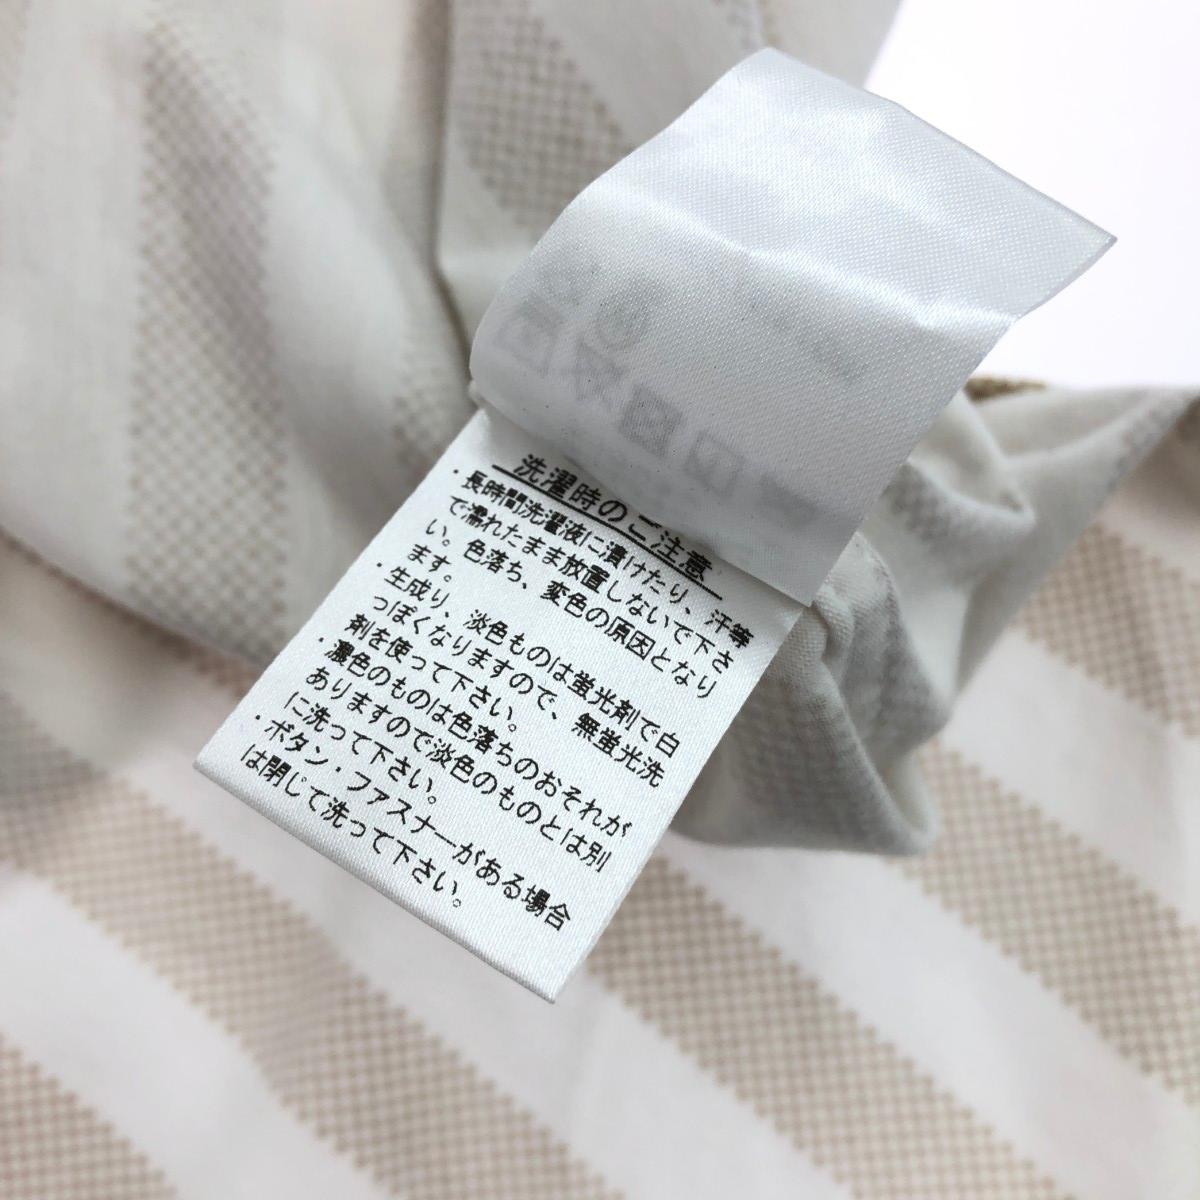 洗濯時のご注意
・長時間洗濯液に漬けたり、汗等
で濡れたまま放置しないで下さ
い。色落ち、変色の原因となり
ます。
・生成り、淡色ものは蛍光剤で白
っぽくなりますので、無蛍光洗
剤を使って下さい。
・濃色のものは色落ちのおそれが
ありますので淡色のものとは別
に洗って下さい。
・ボタン・ファスナーがある場合
は閉じて洗って下さい。